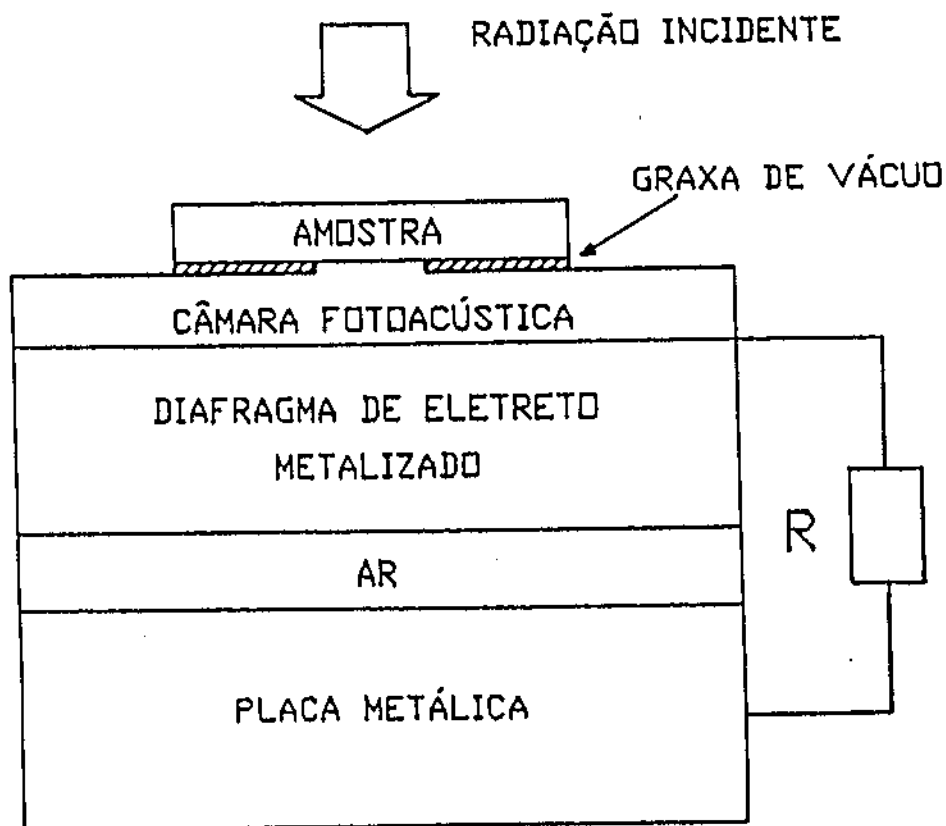 RADIAÇÃO INCIDENTE
GRAXA DE VÁCUO
AMOSTRA
CÂMARA FOTOACÚSTICA
DIAFRAGMA DE ELETRETO
METALIZADO
R
AR
PLACA METÁLICA